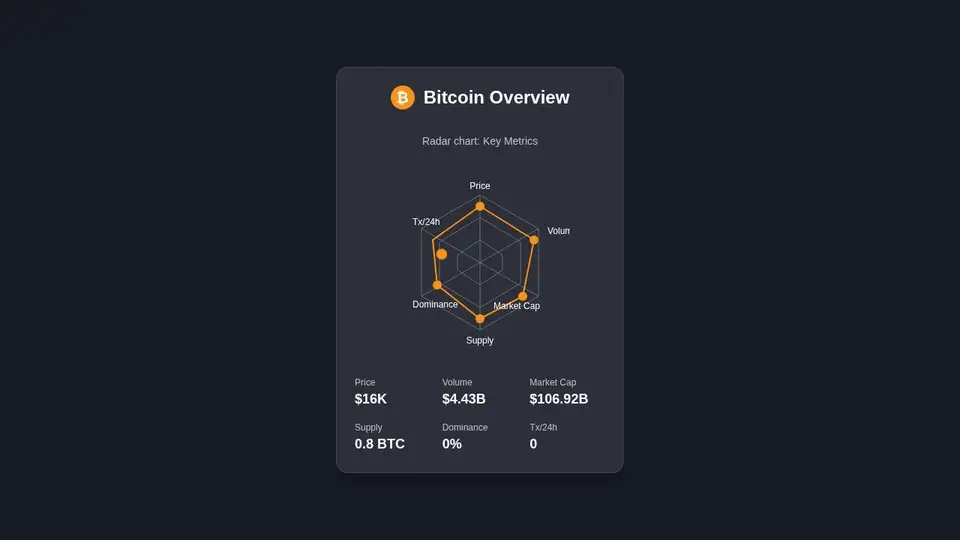 Bitcoin Overview
Radar chart: Key Metrics
Price
Tx/24h
Volum
Dominance
Market Cap
Supply
Price Volume Market Cap
$16K $4.43B $106.92B
Supply Dominance Tx/24h
0.8 BTC 0% 0